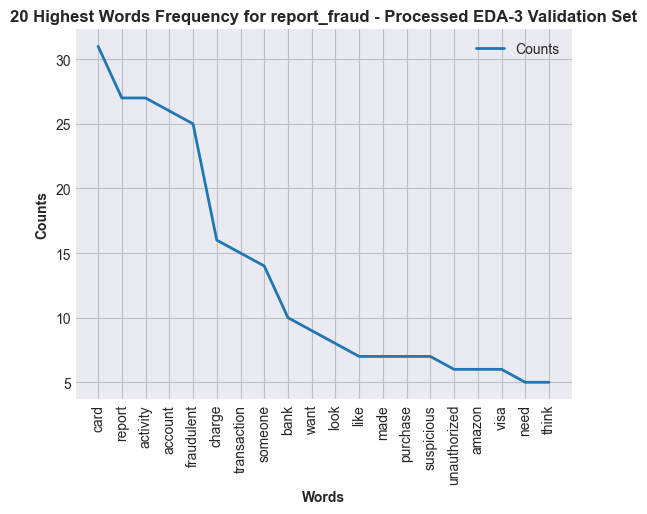 20 Highest Words Frequency for report_fraud - Processed EDA-3 Validation Set
Counts
30
25
20
15
10
5
Counts
card
report
activity
account
fraudulent
charge
transaction
someone
bank
want
look
like
made
purchase
suspicious
unauthorized
amazon
visa
need
think
Words